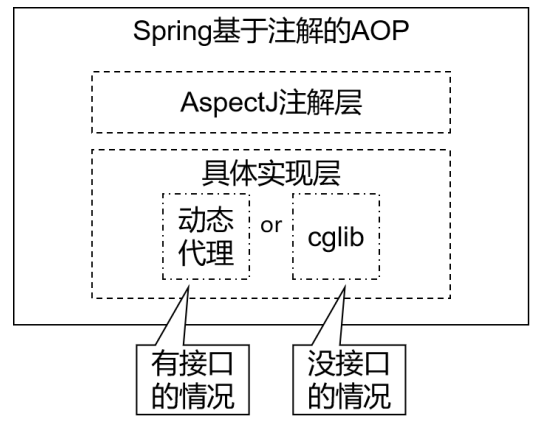 Spring基于注解的AOP
AspectJ注解层
具体实现层
动态
代理
or
cglib
有接口
的情况
没接口
的情况